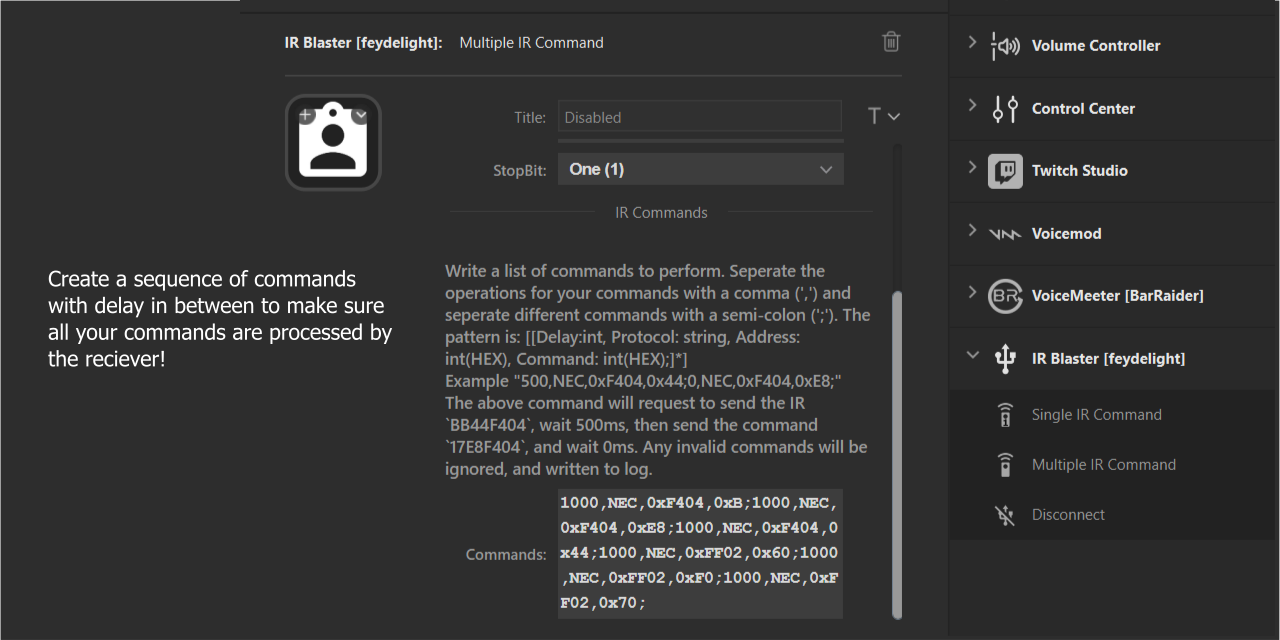 IR Blaster [feydelight]: Multiple IR Command
Title: Disabled
T
StopBit: One (1)
IR Commands
Create a sequence of commands
with delay in between to make sure
all your commands are processed by
the reciever!
Write a list of commands to perform. Seperate the
operations for your commands with a comma (',') and
seperate different commands with a semi-colon (';'). The
pattern is: [[Delay:int, Protocol: string, Address:
int(HEX), Command: int(HEX);]*]
Example "500,NEC,0xF404,0x44;0,NEC,0xF404,0xE8;"
The above command will request to send the IR
`BB44F404`, wait 500ms, then send the command
`17E8F404`, and wait 0ms. Any invalid commands will be
ignored, and written to log.
Commands:
1000,NEC,0xF404,0xB;1000,NEC,
0xF404,0xE8;1000,NEC,0xF404,0
x44;1000,NEC,0xFF02,0x60;1000
,NEC,0xFF02,0xF0;1000,NEC,0xF
F02,0x70;
Volume Controller
Control Center
Twitch Studio
Voicemod
BR
VoiceMeeter [BarRaider]
IR Blaster [feydelight]
Single IR Command
Multiple IR Command
Disconnect